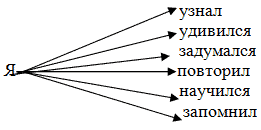 узнал
удивился
задумался
Я
повторил
научился
запомнил